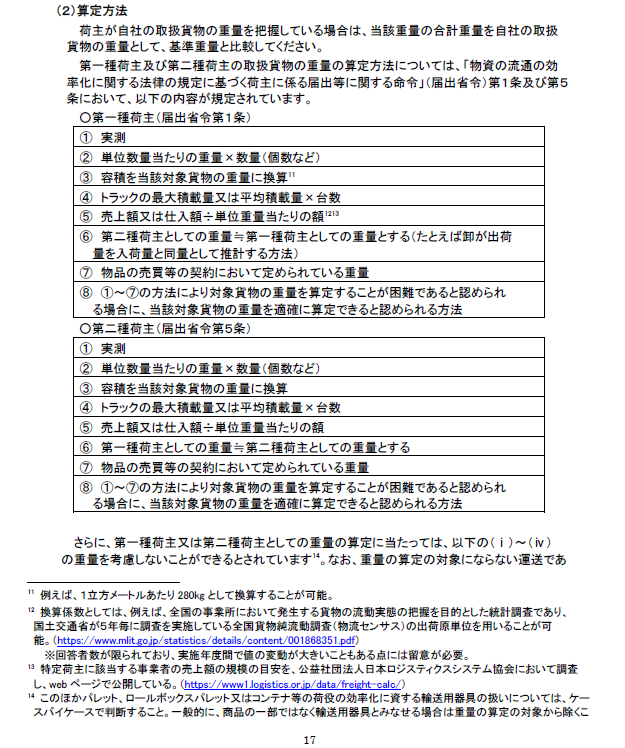 （２）算定方法
荷主が自社の取扱貨物の重量を把握している場合は、当該重量の合計重量を自社の取扱
貨物の重量として、基準重量と比較してください。
第一種荷主及び第二種荷主の取扱貨物の重量の算定方法については、「物資の流通の効
率化に関する法律の規定に基づく荷主に係る届出等に関する命令」（届出省令）第１条及び第５
条において、以下の内容が規定されています。
〇第一種荷主（届出省令第１条）
① 実測
② 単位数量当たりの重量×数量（個数など）
③ 容積を当該対象貨物の重量に換算11
④ トラックの最大積載量又は平均積載量×台数
⑤ 売上額又は仕入額÷単位重量当たりの額1213
⑥ 第二種荷主としての重量≒第一種荷主としての重量とする（たとえば卸が出荷
量を入荷量と同量として推計する方法）
⑦ 物品の売買等の契約において定められている重量
⑧ ①～⑦の方法により対象貨物の重量を算定することが困難であると認められ
る場合に、当該対象貨物の重量を適確に算定できると認められる方法
〇第二種荷主（届出省令第５条）
① 実測
② 単位数量当たりの重量×数量（個数など）
③ 容積を当該対象貨物の重量に換算
④ トラックの最大積載量又は平均積載量×台数
⑤ 売上額又は仕入額÷単位重量当たりの額
⑥ 第一種荷主としての重量≒第二種荷主としての重量とする
⑦ 物品の売買等の契約において定められている重量
⑧ ①～⑦の方法により対象貨物の重量を算定することが困難であると認められ
る場合に、当該対象貨物の重量を適確に算定できると認められる方法
さらに、第一種荷主又は第二種荷主としての重量の算定に当たっては、以下の（ⅰ）～（ⅳ）
の重量を考慮しないことができるとされています14。なお、重量の算定の対象にならない運送であ
11 例えば、１立方メートルあたり 280kg として換算することが可能。
12 換算係数としては、例えば、全国の事業所において発生する貨物の流動実態の把握を目的とした統計調査であり、
国土交通省が５年毎に調査を実施している全国貨物純流動調査（物流センサス）の出荷原単位を用いることが可
能。（https://www.mlit.go.jp/statistics/details/content/001868351.pdf）
※回答者数が限られており、実施年度間で値の変動が大きいこともある点には留意が必要。
13 特定荷主に該当する事業者の売上額の規模の目安を、公益社団法人日本ロジスティクスシステム協会において調査
し、web ページで公開している。（https://www1.logistics.or.jp/data/freight-calc/）
14 このほかパレット、ロールボックスパレット又はコンテナ等の荷役の効率化に資する輸送用器具の扱いについては、ケー
スバイケースで判断すること。一般的に、商品の一部ではなく輸送用器具とみなせる場合は重量の算定の対象から除くこ
17